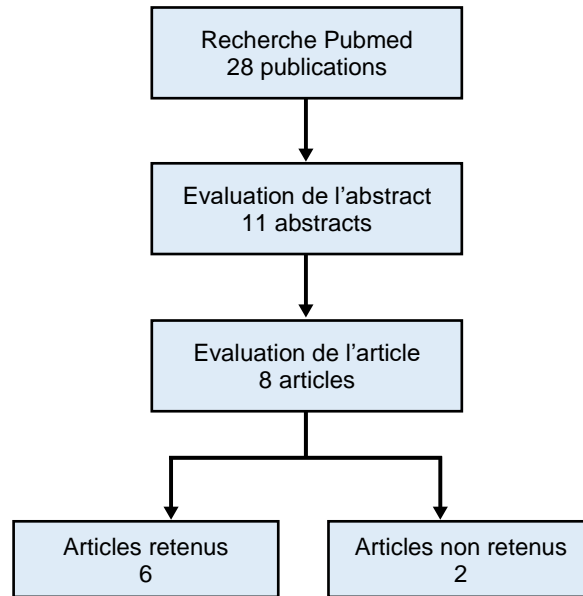 Recherche Pubmed
28 publications
Evaluation de l’abstract
11 abstracts
Evaluation de l’article
8 articles
Articles retenus
6
Articles non retenus
2